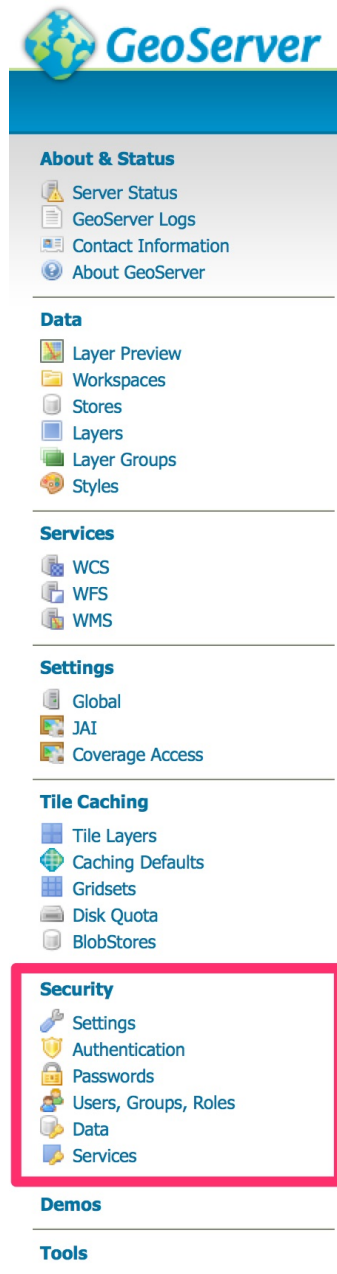 GeoServer
About & Status
Server Status
GeoServer Logs
Contact Information
About GeoServer
Data
Layer Preview
Workspaces
Stores
Layers
Layer Groups
Styles
Services
WCS
WFS
WMS
Settings
Global
JAI
Coverage Access
Tile Caching
Tile Layers
Caching Defaults
Gridsets
Disk Quota
BlobStores
Security
Settings
Authentication
Passwords
Users, Groups, Roles
Data
Services
Demos
Tools